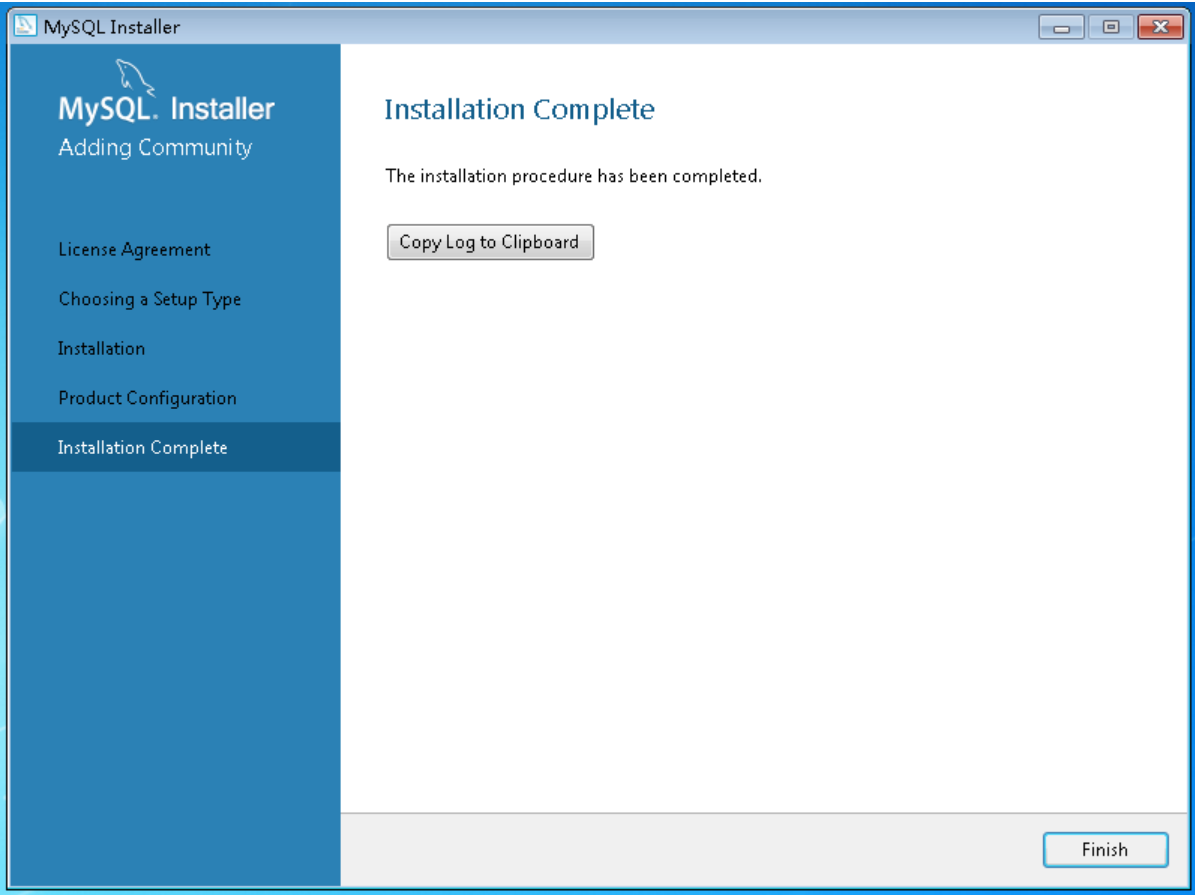 MySQL Installer
MySQL. Installer
Adding Community
License Agreement
Choosing a Setup Type
Installation
Product Configuration
Installation Complete
Installation Complete
The installation procedure has been completed.
Copy Log to Clipboard
Finish